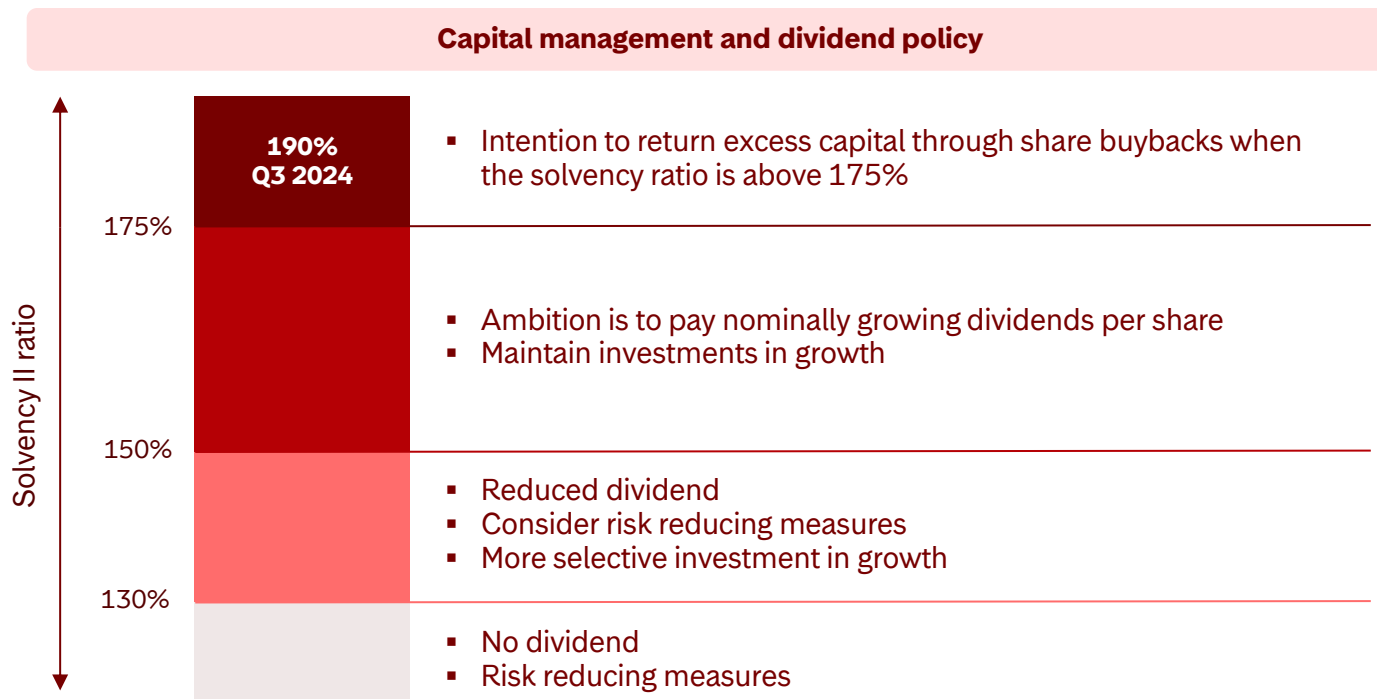 Capital management and dividend policy
190%
Q3 2024
▪ Intention to return excess capital through share buybacks when
the solvency ratio is above 175%
175%
▪ Ambition is to pay nominally growing dividends per share
▪ Maintain investments in growth
Solvency II ratio
150%
▪ Reduced dividend
▪ Consider risk reducing measures
▪ More selective investment in growth
130%
▪ No dividend
▪ Risk reducing measures